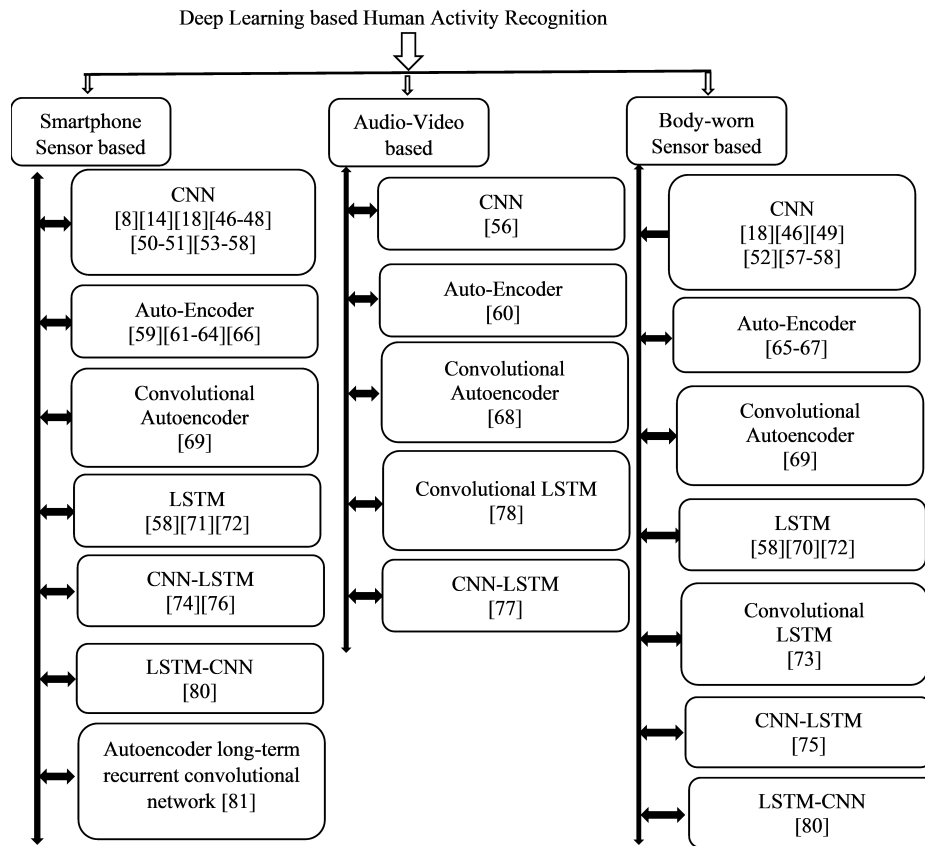 Deep Learning based Human Activity Recognition
Smartphone
Sensor based
CNN
[8][14][18][46-48]
[50-51][53-58]
Auto-Encoder
[59][61-64][66]
Convolutional
Autoencoder
[69]
LSTM
[58][71][72]
CNN-LSTM
[74][76]
LSTM-CNN
[80]
Autoencoder long-term
recurrent convolutional
network [81]
Audio-Video
based
CNN
[56]
Auto-Encoder
[60]
Convolutional
Autoencoder
[68]
Convolutional LSTM
[78]
CNN-LSTM
[77]
Body-worn
Sensor based
CNN
[18][46][49]
[52][57-58]
Auto-Encoder
[65-67]
Convolutional
Autoencoder
[69]
LSTM
[58][70][72]
Convolutional
LSTM
[73]
CNN-LSTM
[75]
LSTM-CNN
[80]